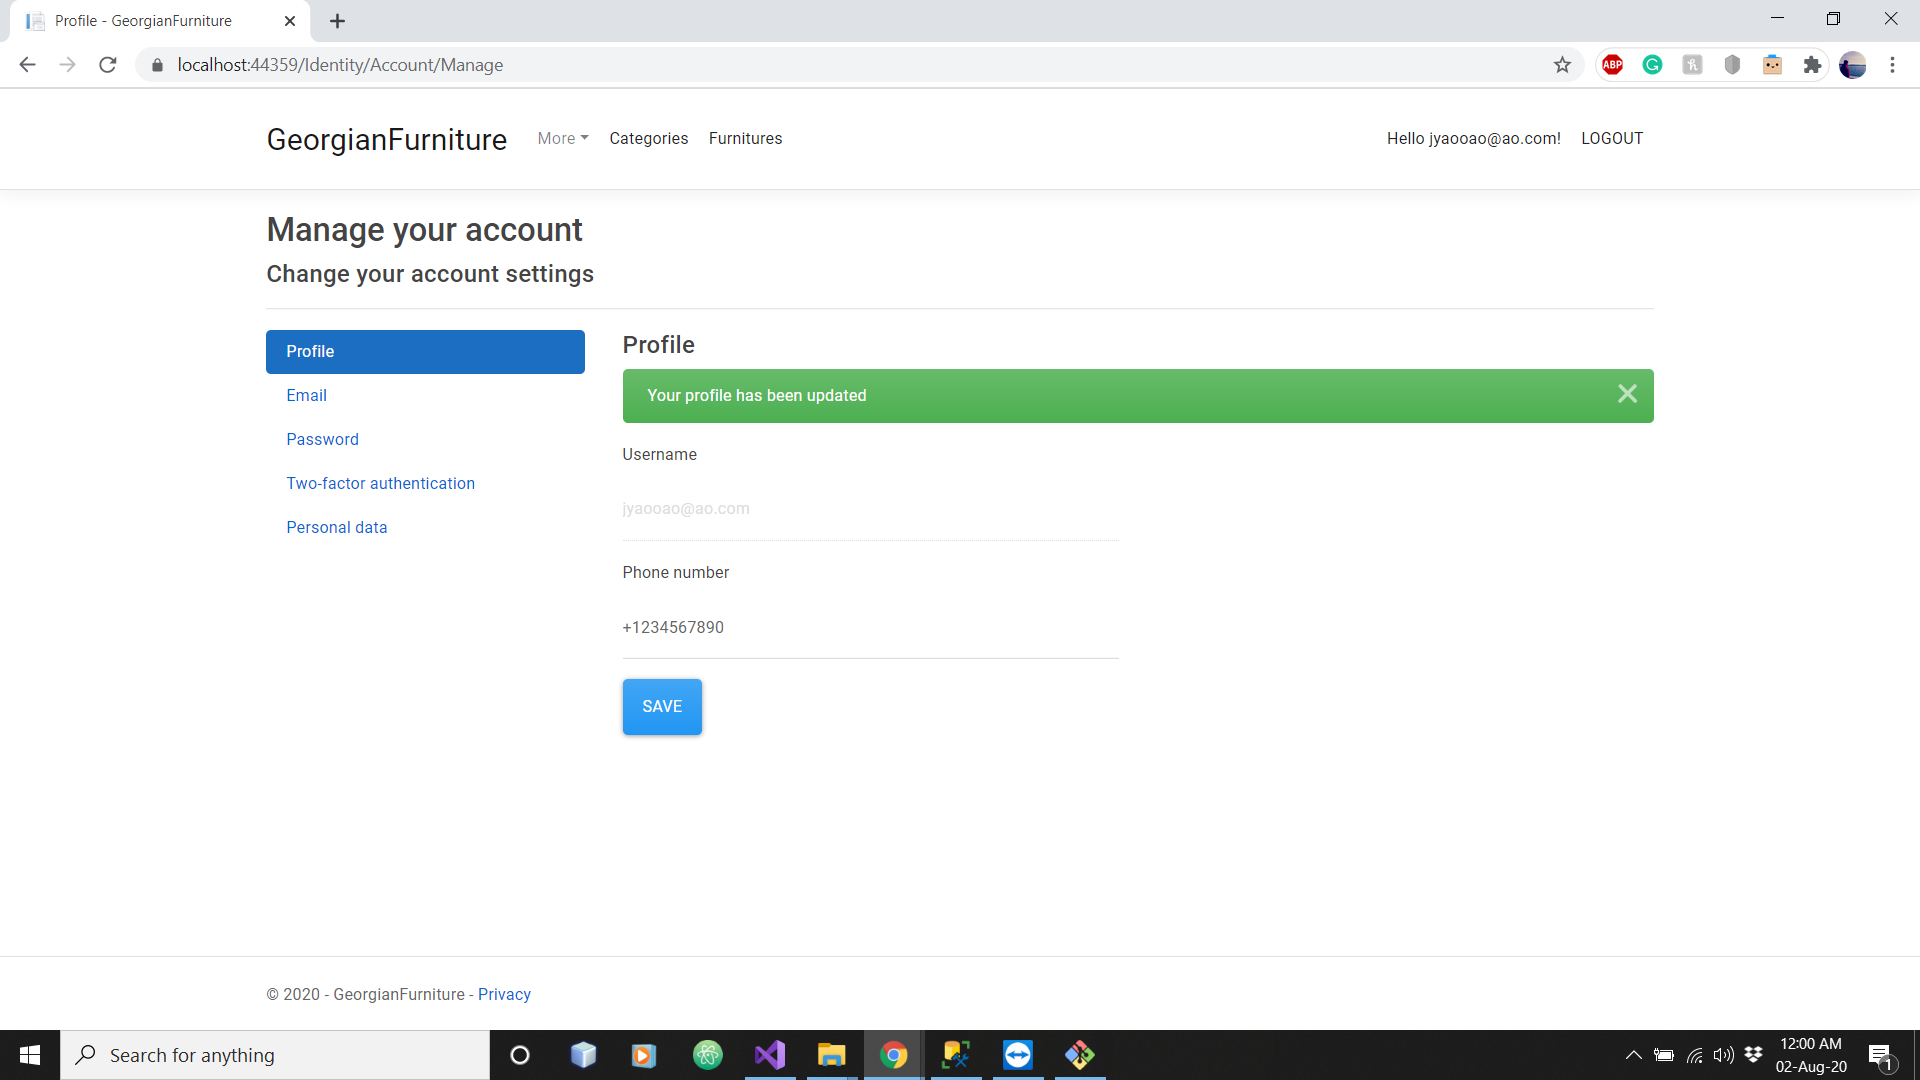 Profile - GeorgianFurniture
localhost:44359/Identity/Account/Manage
ABP
GeorgianFurniture More Categories Furnitures Hello jyaooao@ao.com! LOGOUT
Manage your account
Change your account settings
Profile
Email
Password
Two-factor authentication
Personal data
Profile
Your profile has been updated
Username
jyaooao@ao.com
Phone number
+1234567890
SAVE
© 2020 - GeorgianFurniture - Privacy
Search for anything
12:00 AM
02-Aug-20
1